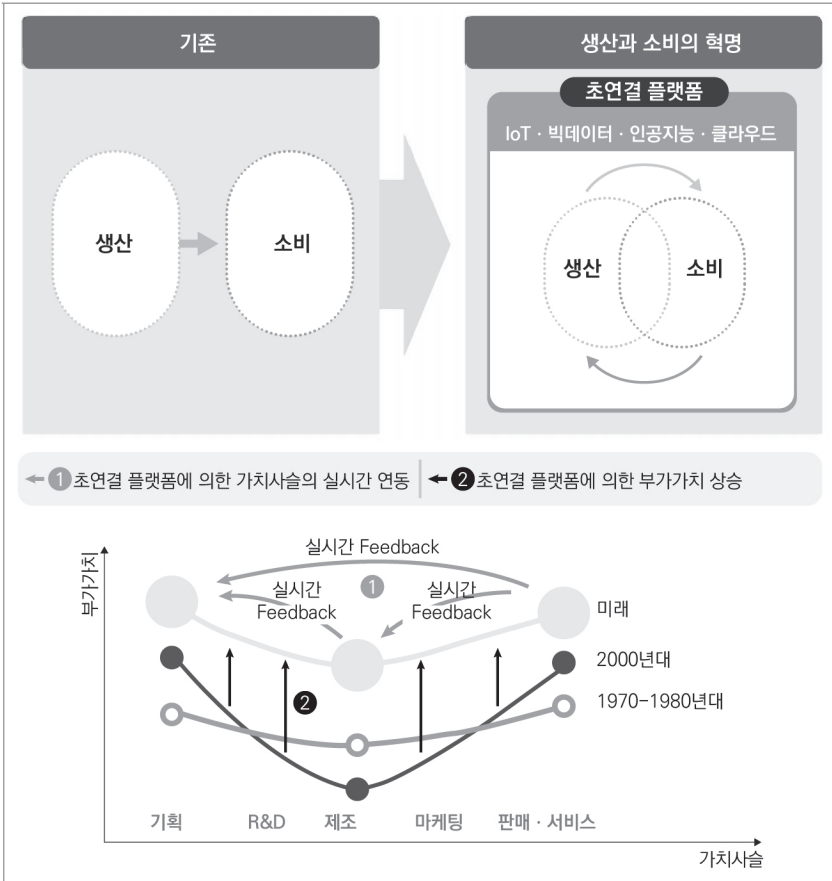 기존
생산
소비
생산과 소비의 혁명
초연결 플랫폼
IoT · 빅데이터 · 인공지능 · 클라우드
생산
소비
← 1 초연결 플랫폼에 의한 가치사슬의 실시간 연동
← 2 초연결 플랫폼에 의한 부가가치 상승
부가가치
실시간 Feedback
1
실시간
Feedback
실시간
Feedback
미래
2000년대
1970-1980년대
2
기획
R&D
제조
마케팅
판매 · 서비스
가치사슬